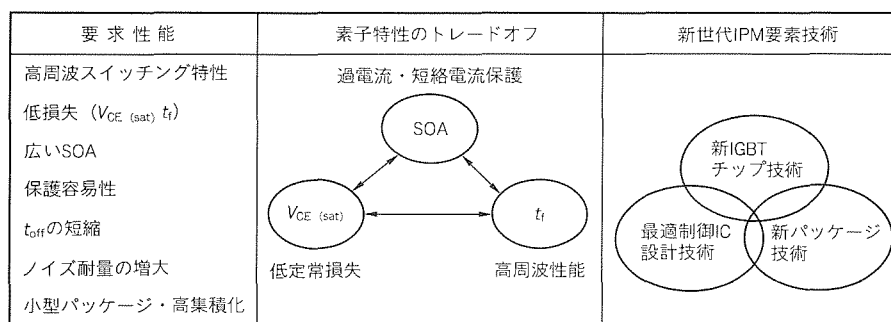 要求性能
素子特性のトレードオフ
新世代IPM要素技術
高周波スイッチング特性
低損失（VCE (sat) tf）
広いSOA
保護容易性
toffの短縮
ノイズ耐量の増大
小型パッケージ・高集積化
過電流・短絡電流保護
SOA
VCE (sat)
tf
低定常損失
高周波性能
新IGBT
チップ技術
最適制御IC
設計技術
新パッケージ
技術